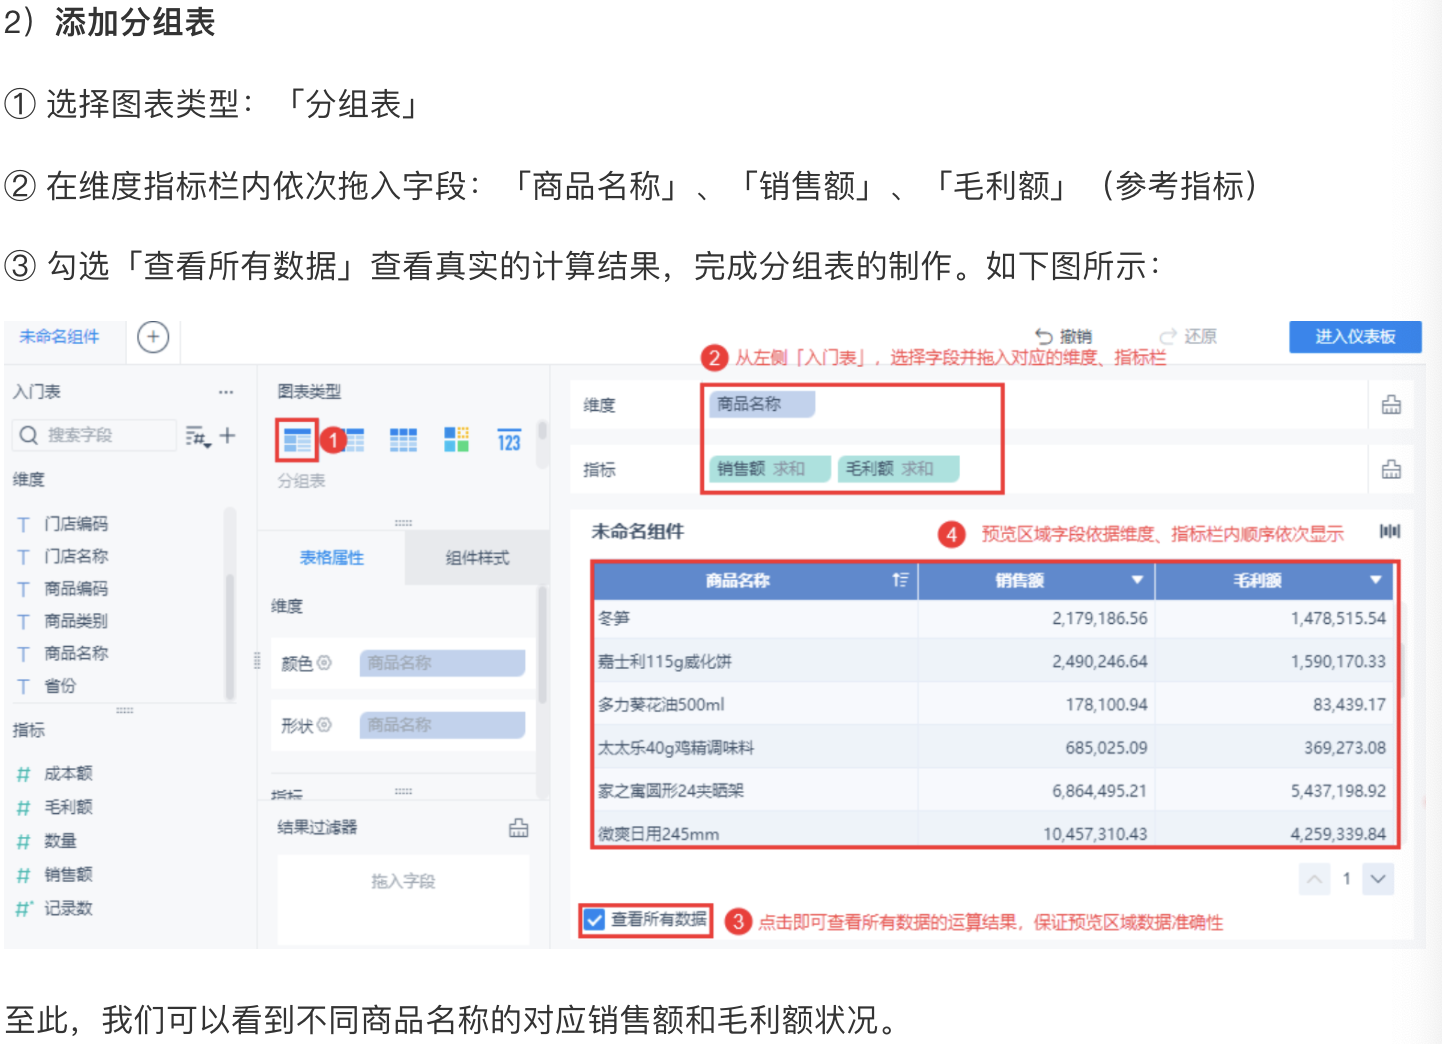 2）添加分组表
① 选择图表类型：「分组表」
② 在维度指标栏内依次拖入字段：「商品名称」、「销售额」、「毛利额」（参考指标）
③ 勾选「查看所有数据」查看真实的计算结果，完成分组表的制作。如下图所示：
未命名组件
撤销
还原
进入仪表板
2 从左侧「入门表」，选择字段并拖入对应的维度、指标栏
入门表
...
图表类型
维度
商品名称
搜索字段
1
123
分组表
指标
销售额 求和
毛利额 求和
维度
T 门店编码
T 门店名称
T 商品编码
T 商品类别
T 商品名称
T 省份
指标
# 成本额
# 毛利额
# 数量
# 销售额
#* 记录数
表格属性
组件样式
维度
颜色
商品名称
形状
商品名称
指标
结果过滤器
拖入字段
未命名组件
4 预览区域字段依据维度、指标栏内顺序依次显示
商品名称 销售额 毛利额
冬笋 2,179,186.56 1,478,515.54
嘉士利115g威化饼 2,490,246.64 1,590,170.33
多力葵花油500ml 178,100.94 83,439.17
太太乐40g鸡精调味料 685,025.09 369,273.08
家之寓圆形24夹晒架 6,864,495.21 5,437,198.92
微爽日用245mm 10,457,310.43 4,259,339.84
1
查看所有数据
3 点击即可查看所有数据的运算结果，保证预览区域数据准确性
至此，我们可以看到不同商品名称的对应销售额和毛利额状况。